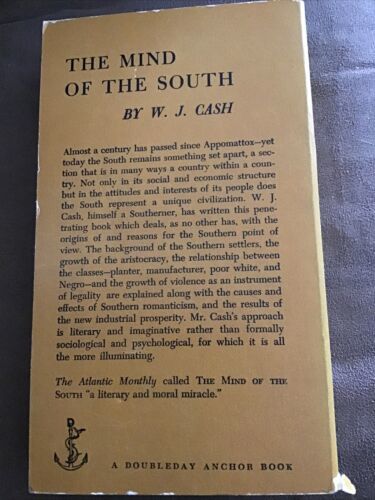 THE MIND
OF THE SOUTH
BY W. J. CASH
Almost a century has passed since Appomattox—yet
today the South remains something set apart, a sec-
tion that is in many ways a country within a coun-
try. Not only in its social and economic structure
but in the attitudes and interests of its people does
the South represent a unique civilization. W. J.
Cash, himself a Southerner, has written this pene-
trating book which deals, as no other has, with the
origins of and reasons for the Southern point of
view. The background of the Southern settlers, the
growth of the aristocracy, the relationship between
the classes—planter, manufacturer, poor white, and
Negro—and the growth of violence as an instrument
of legality are explained along with the causes and
effects of Southern romanticism, and the results of
the new industrial prosperity. Mr. Cash's approach
is literary and imaginative rather than formally
sociological and psychological, for which it is all
the more illuminating.
The Atlantic Monthly called THE MIND OF THE
SOUTH "a literary and moral miracle."
A DOUBLEDAY ANCHOR BOOK